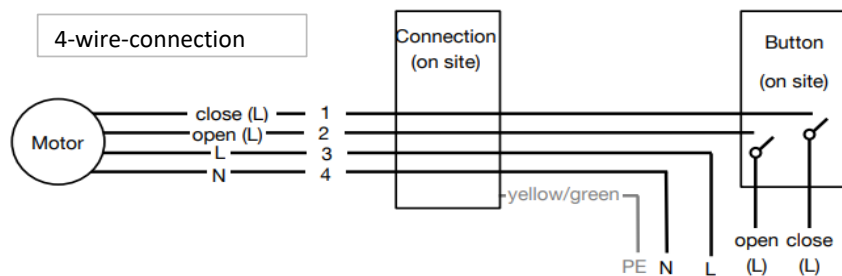 4-wire-connection
Connection
(on site)
Button
(on site)
Motor
close (L) 1
open (L) 2
L 3
N 4
yellow/green
PE N L
open close
(L) (L)